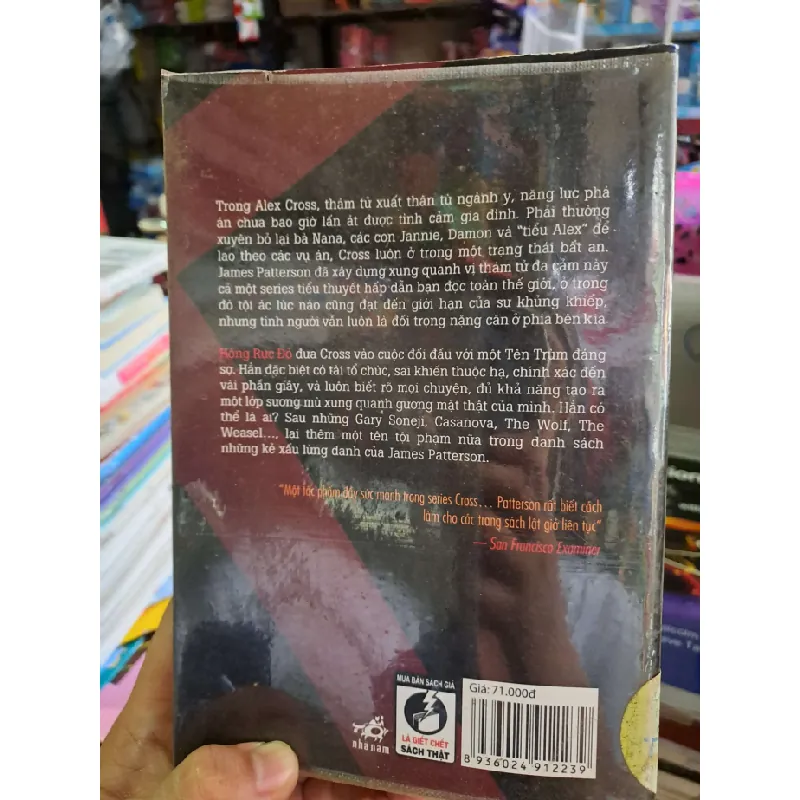 Trong Alex Cross, thám tử xuất thân từ ngành y, năng lực phá
án chưa bao giờ lấn át được tình cảm gia đình. Phải thường
xuyên bỏ lại bà Nana, các con Jannie, Damon và "tiểu Alex" để
lao theo các vụ án, Cross luôn ở trong một trạng thái bất an.
James Patterson đã xây dựng xung quanh vị thám tử đa cảm này
cả một series tiểu thuyết hấp dẫn bạn đọc toàn thế giới, ở trong
đó tội ác lúc nào cũng đạt đến giới hạn của sự khủng khiếp,
nhưng tình người vẫn luôn là đối trọng nặng cân ở phía bên kia
Hồng Rực Đỏ đưa Cross vào cuộc đối đầu với một Tên Trùm đáng
sợ. Hắn đặc biệt có tài tổ chức, sai khiến thuộc hạ, chính xác đến
vài phần giây, và luôn biết rõ mọi chuyện, đủ khả năng tạo ra
một lớp sương mù xung quanh gương mặt thật của mình. Hắn có
thể là ai? Sau những Gary Soneji, Casanova, The Wolf, The
Weasel..., lại thêm một tên tội phạm nữa trong danh sách
những kẻ xấu lừng danh của James Patterson.
"Một tác phẩm đầy sức mạnh trong series Cross... Patterson rất biết cách
làm cho các trang sách lật giở liên tục"
— San Francisco Examiner
MUA BÁN SÁCH GIẢ
LÀ GIẾT CHẾT
SÁCH THẬT
Giá: 71.000đ
nhanam
8 936024 912239